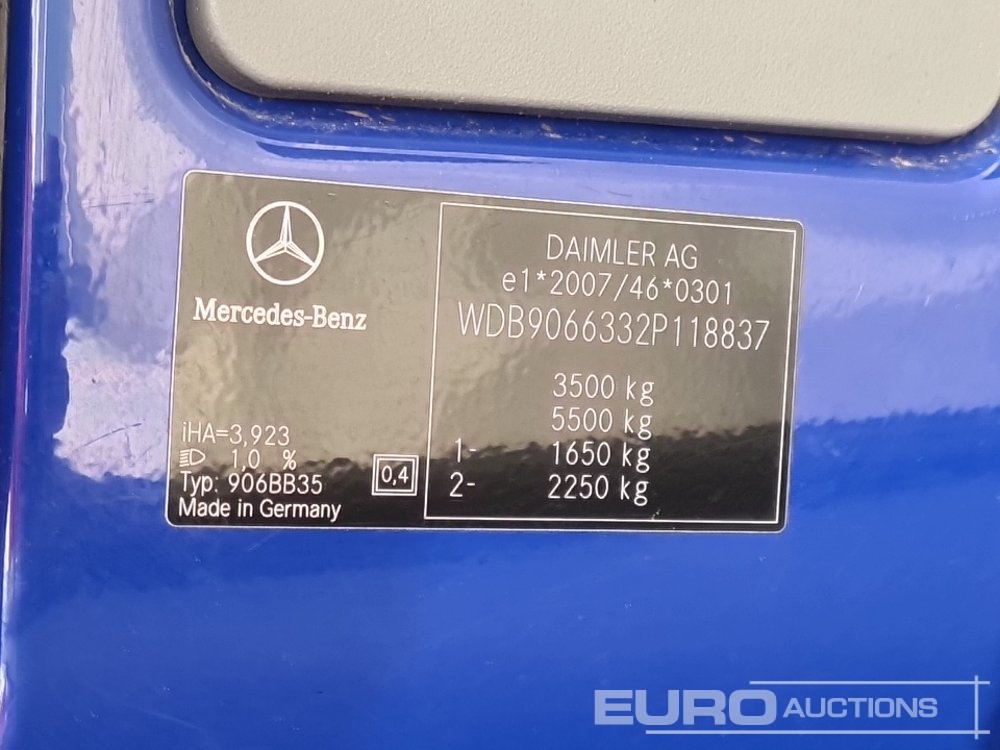 Mercedes-Benz
iHA=3,923
1,0 %
Typ: 906BB35
Made in Germany
0,4
DAIMLER AG
e1*2007/46*0301
WDB9066332P118837
3500 kg
5500 kg
1- 1650 kg
2- 2250 kg
EURO AUCTIONS